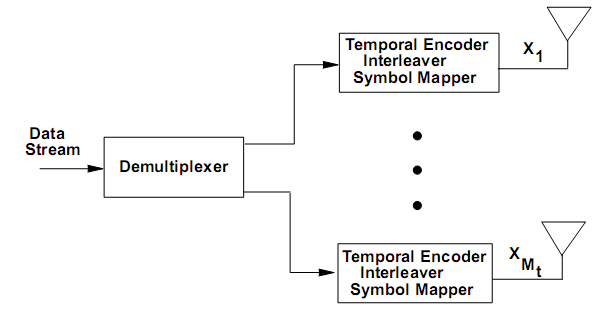 Data
Stream
Demultiplexer
Temporal Encoder
Interleaver
Symbol Mapper
X1
Temporal Encoder
Interleaver
Symbol Mapper
XMt